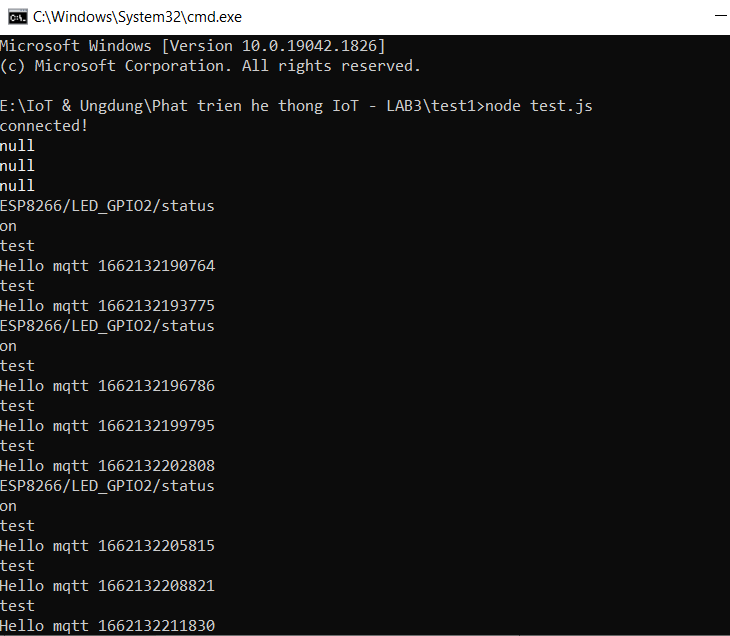 C:\Windows\System32\cmd.exe
Microsoft Windows [Version 10.0.19042.1826]
(c) Microsoft Corporation. All rights reserved.
E:\IoT & Ungdung\Phat trien he thong IoT - LAB3\test1>node test.js
connected!
null
null
null
ESP8266/LED_GPIO2/status
on
test
Hello mqtt 1662132190764
test
Hello mqtt 1662132193775
ESP8266/LED_GPIO2/status
on
test
Hello mqtt 1662132196786
test
Hello mqtt 1662132199795
test
Hello mqtt 1662132202808
ESP8266/LED_GPIO2/status
on
test
Hello mqtt 1662132205815
test
Hello mqtt 1662132208821
test
Hello mqtt 1662132211830